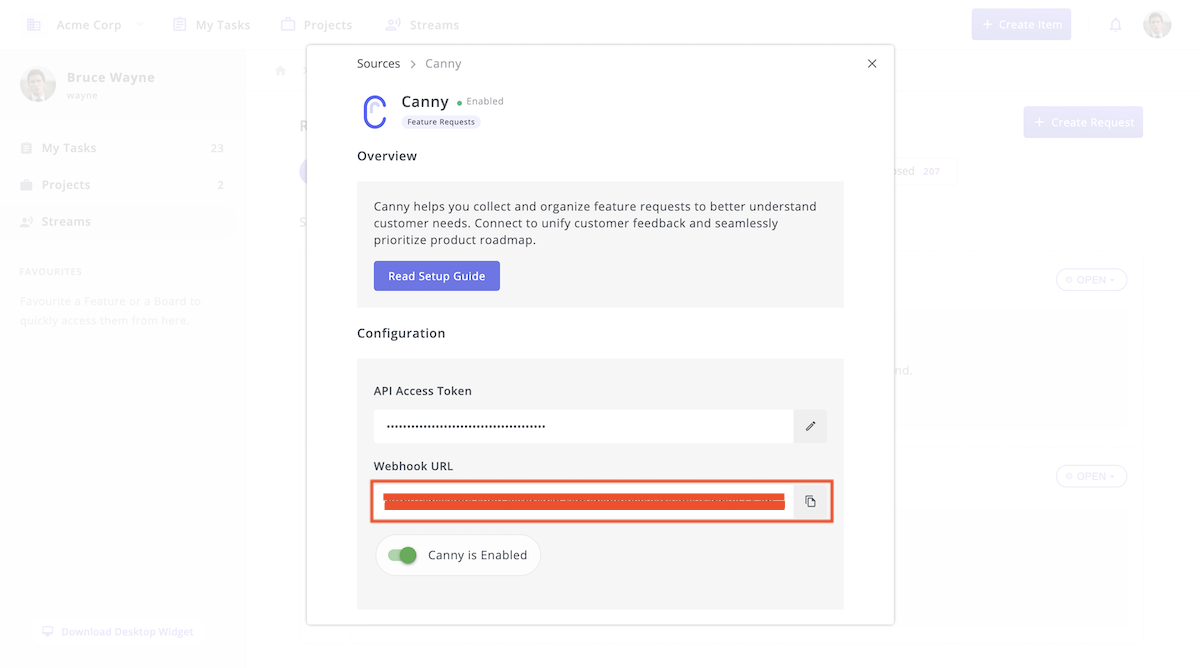 Acme Corp
My Tasks
Projects
Streams
+ Create Item
Bruce Wayne
wayne
My Tasks 23
Projects 2
Streams
FAVOURITES
Favourite a Feature or a Board to
quickly access them from here.
Download Desktop Widget
Sources > Canny
Canny
Enabled
Feature Requests
Overview
Canny helps you collect and organize feature requests to better understand
customer needs. Connect to unify customer feedback and seamlessly
prioritize product roadmap.
Read Setup Guide
Configuration
API Access Token
Webhook URL
Canny is Enabled
+ Create Request
207
OPEN
OPEN